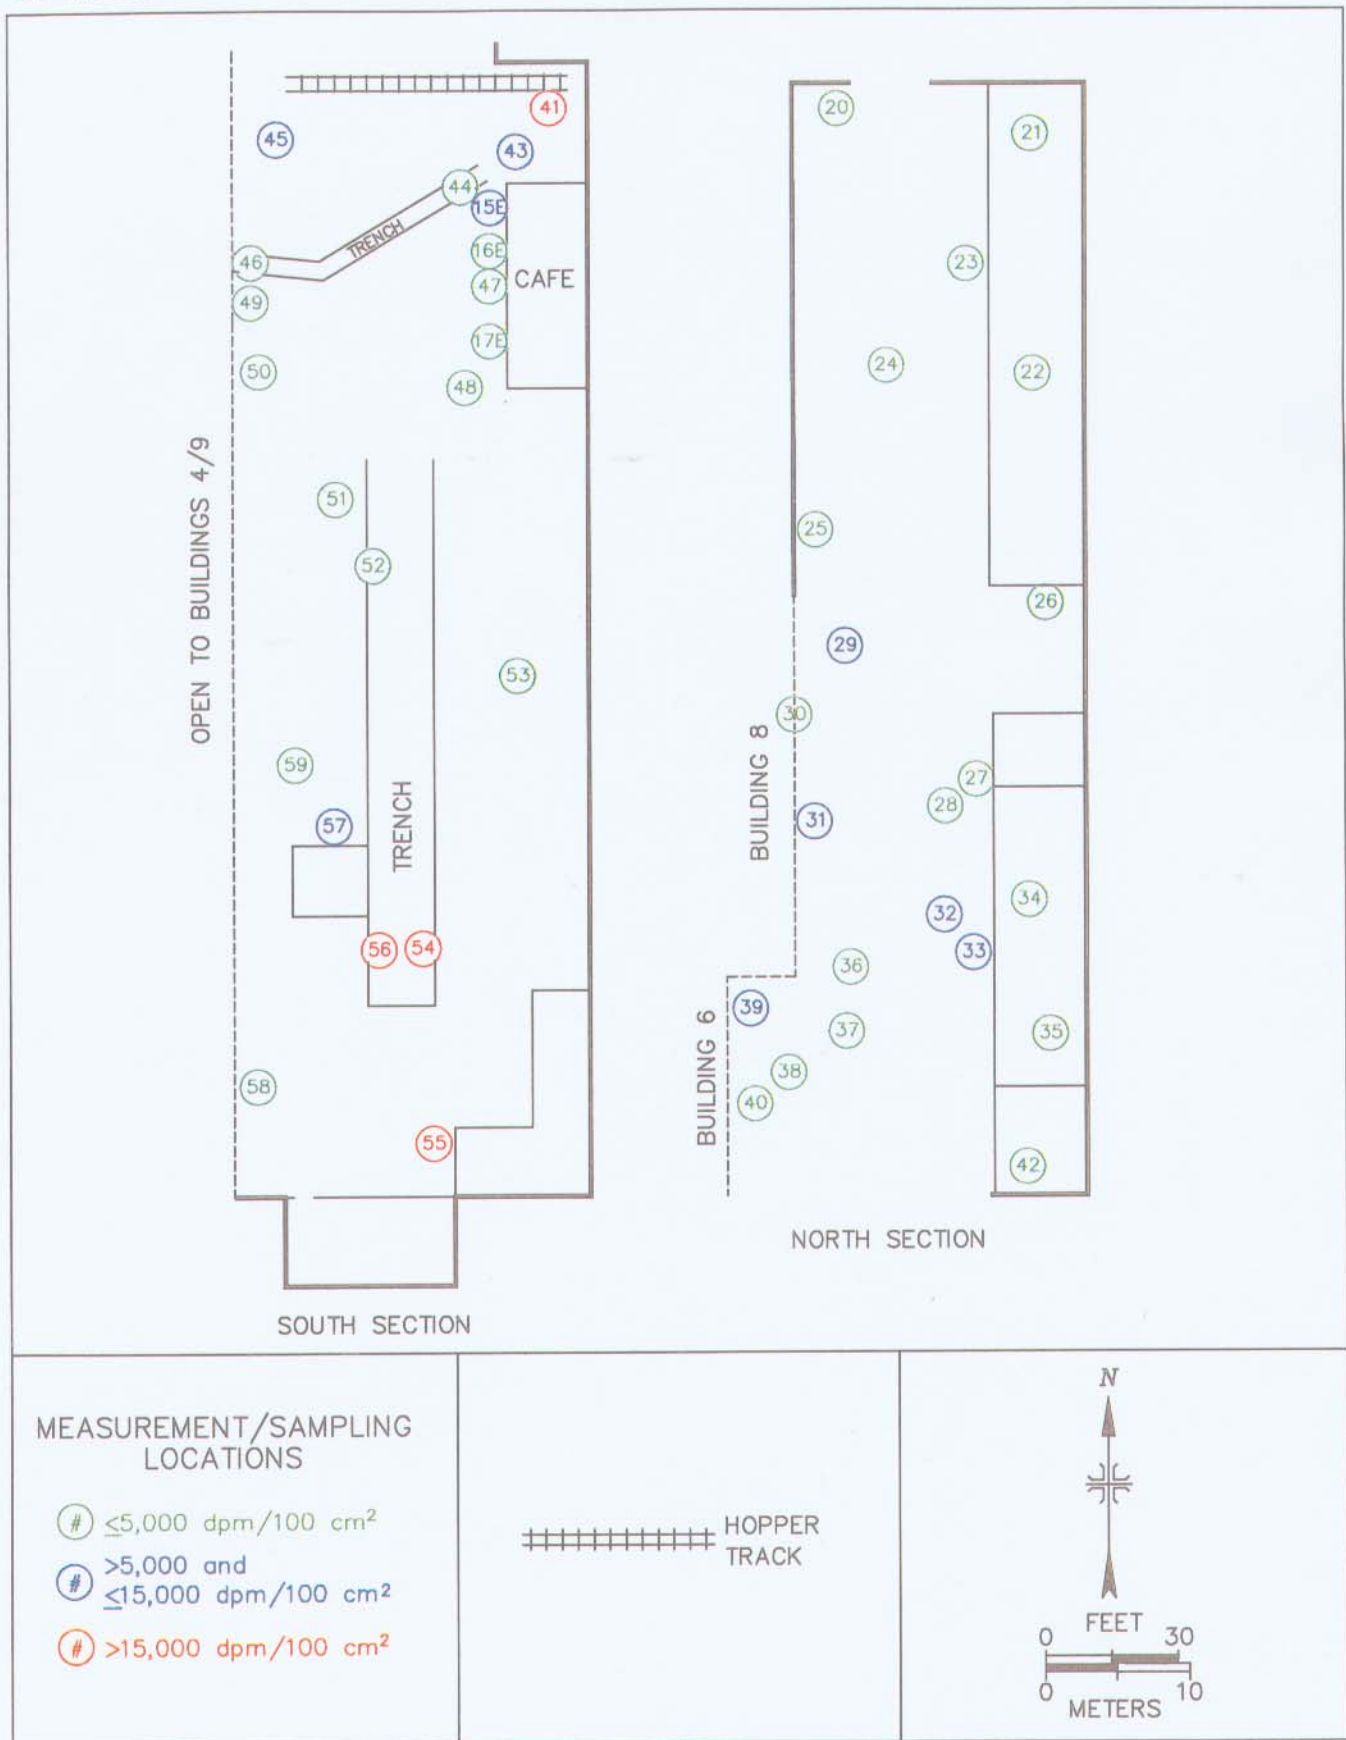 41
20
21
45
43
44
15E
TRENCH
16E
23
46
CAFE
47
49
17E
24
22
50
48
OPEN TO BUILDINGS 4/9
51
25
52
26
29
53
30
BUILDING 8
59
27
28
57
31
TRENCH
34
32
56
54
33
36
39
BUILDING 6
37
35
38
58
40
55
42
NORTH SECTION
SOUTH SECTION
MEASUREMENT/SAMPLING
LOCATIONS
# ≤5,000 dpm/100 cm²
# >5,000 and
≤15,000 dpm/100 cm²
# >15,000 dpm/100 cm²
HOPPER
TRACK
N
FEET
0 30
0 10
METERS